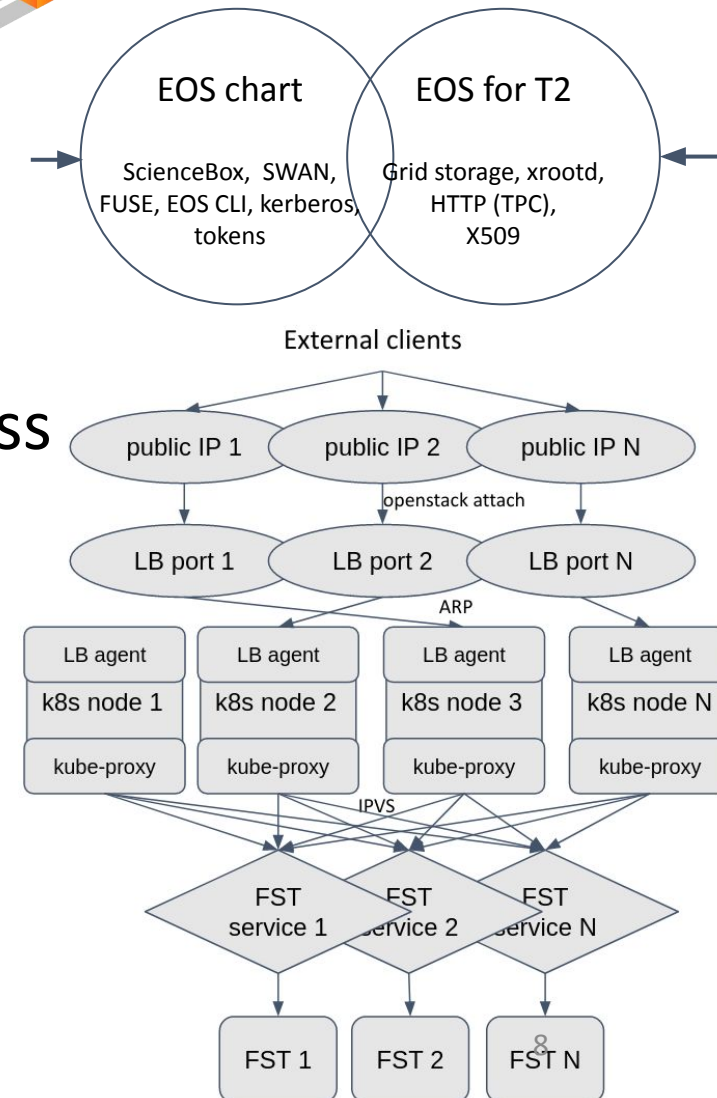 EOS chart
EOS for T2
ScienceBox, SWAN,
FUSE, EOS CLI, kerberos,
tokens
Grid storage, xrootd,
HTTP (TPC),
X509
External clients
ss
public IP 1
public IP 2
public IP N
openstack attach
LB port 1
LB port 2
LB port N
ARP
LB agent
LB agent
LB agent
LB agent
k8s node 1
k8s node 2
k8s node 3
k8s node N
kube-proxy
kube-proxy
kube-proxy
kube-proxy
IPVS
FST
service 1
FST
service 2
FST
service N
FST 1
FST 2
FST N
8